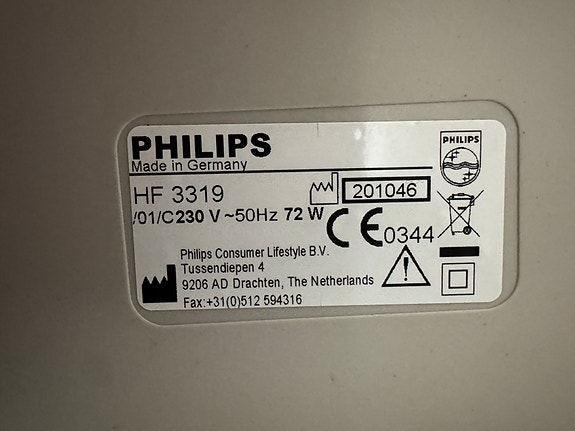 PHILIPS
Made in Germany
PHILIPS
HF 3319
201046
/01/C230 V ~50Hz 72 W
CE0344
Philips Consumer Lifestyle B.V.
Tussendiepen 4
9206 AD Drachten, The Netherlands
Fax:+31(0)512 594316